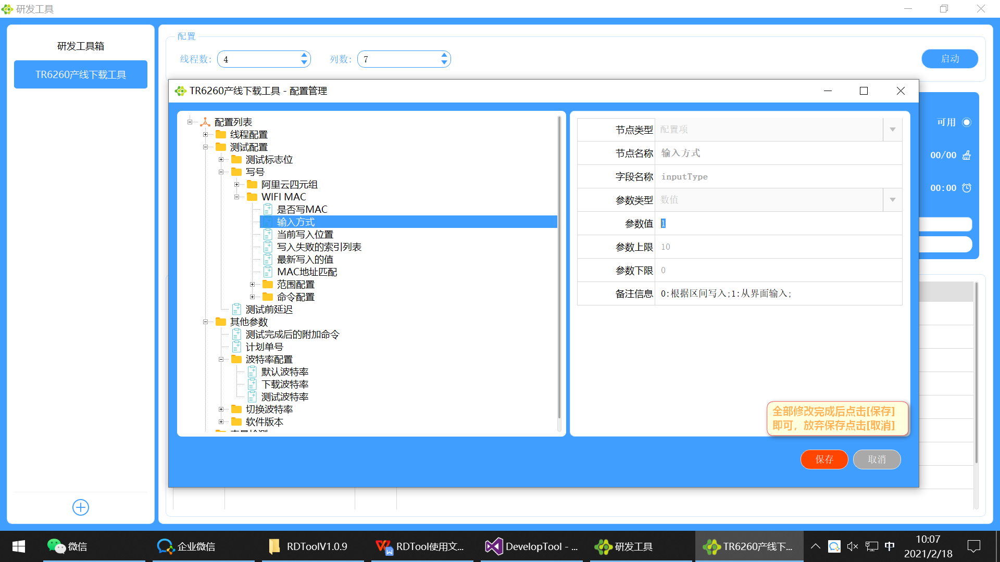 研发工具
研发工具箱
TR6260产线下载工具
配置
线程数: 4
列数: 7
启动
TR6260产线下载工具 - 配置管理
配置列表
线程配置
测试配置
测试标志位
写号
阿里云四元组
WIFI MAC
是否写MAC
输入方式
当前写入位置
写入失败的索引列表
最新写入的值
MAC地址匹配
范围配置
命令配置
测试前延迟
其他参数
测试完成后的附加命令
计划单号
波特率配置
默认波特率
下载波特率
测试波特率
切换波特率
软件版本
节点类型 配置项
节点名称 输入方式
字段名称 inputType
参数类型 数值
参数值 1
参数上限 10
参数下限 0
备注信息 0:根据区间写入;1:从界面输入;
可用
00/00
00:00
全部修改完成后点击[保存]
即可，放弃保存点击[取消]
保存
取消
微信
企业微信
RDToolV1.0.9
RDTool使用文...
DevelopTool - ...
研发工具
TR6260产线下...
中
10:07
2021/2/18